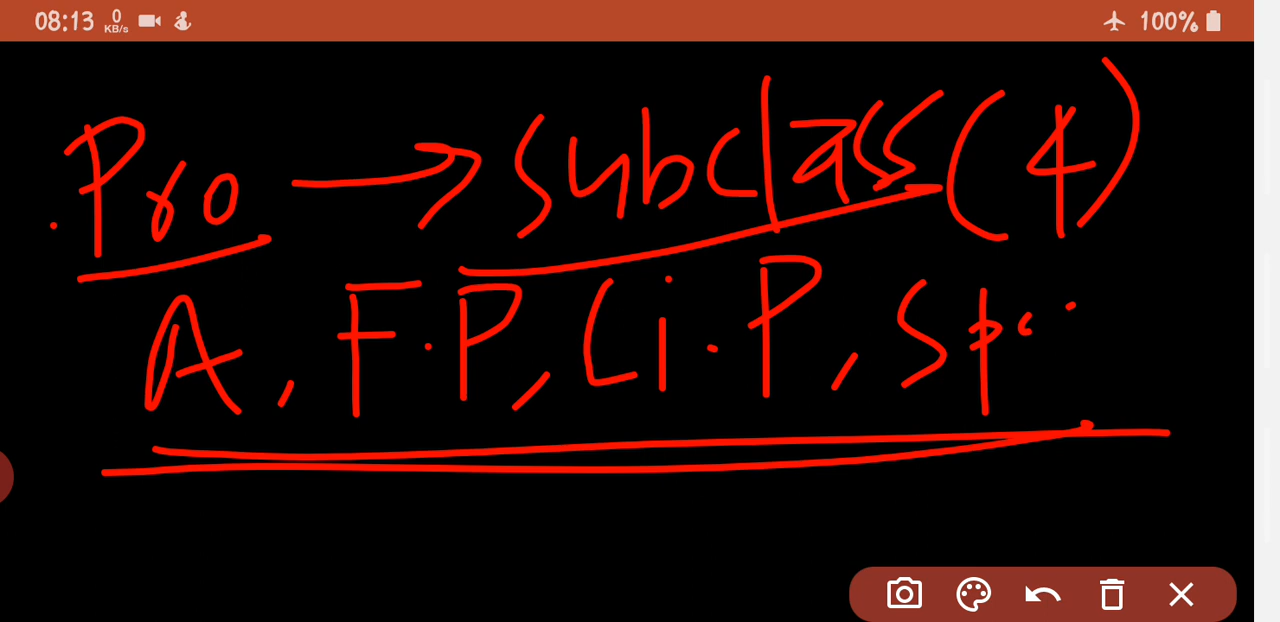 08:13 0 KB/s 100%
Pro → subclass (4)
A, F.P, Ci.P, Sp..